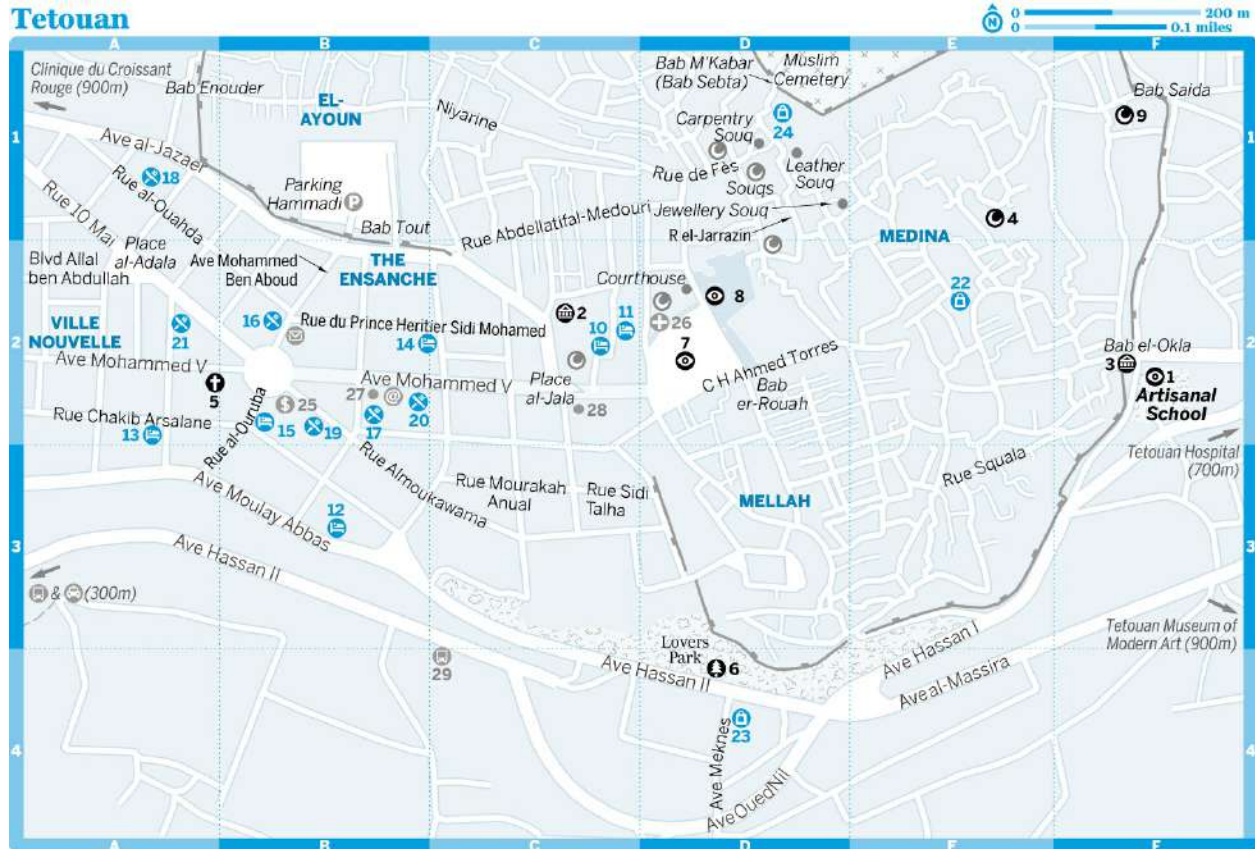 Tetouan
N
0 200 m
0 0.1 miles
A B C D E F
Clinique du Croissant
Rouge (900m)
Bab Enouder
EL-
AYOUN
Niyarine
Bab M'Kabar
(Bab Sebta)
Muslim
Cemetery
Bab Saida
9
24
Carpentry
Souq
1
1
Ave al-Jazaer
18
Rue al-Ouahda
Parking
Hammadi
P
Rue de Fès
Souqs
Leather
Souq
Rue 10 Mai
Bab Tout
Rue Abdellatifal-Medouri
Jewellery Souq
R el-Jarrazin
4
MEDINA
Place
al-Adala
Blvd Allal
ben Abdullah
Ave Mohammed
Ben Aboud
THE
ENSANCHE
Courthouse
8
22
VILLE
NOUVELLE
21
16
Rue du Prince Heritier Sidi Mohamed
2
10
11
26
7
14
2
2
Ave Mohammed V
5
Ave Mohammed V
27
@
20
Place
al-Jala
28
C H Ahmed Torres
Bab
er-Rouah
Bab el-Okla
3
1
Artisanal
School
Rue Chakib Arsalane
13
Rue al-Ouruba
$ 25
15
19
17
Tetouan Hospital
(700m)
Rue Squala
Ave Moulay Abbas
12
Rue Almoukawama
Rue Mourakah
Anual
Rue Sidi
Talha
MELLAH
3
3
Ave Hassan II
& (300m)
Tetouan Museum of
Modern Art (900m)
29
Lovers
Park
6
Ave Hassan II
Ave Hassan I
Ave al-Massira
23
Ave Meknes
Ave Oued Nil
4
4
A B C D E F